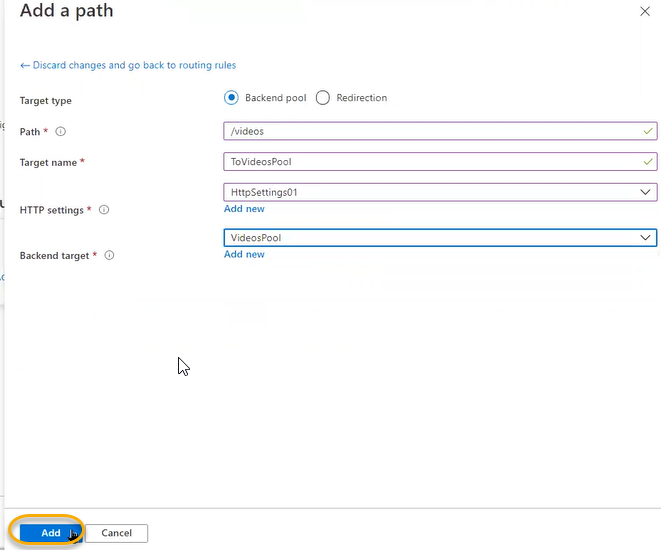 Add a path
← Discard changes and go back to routing rules
Target type
Backend pool
Redirection
Path *
/videos
Target name *
ToVideosPool
HttpSettings01
HTTP settings *
Add new
VideosPool
Backend target *
Add new
Add
Cancel